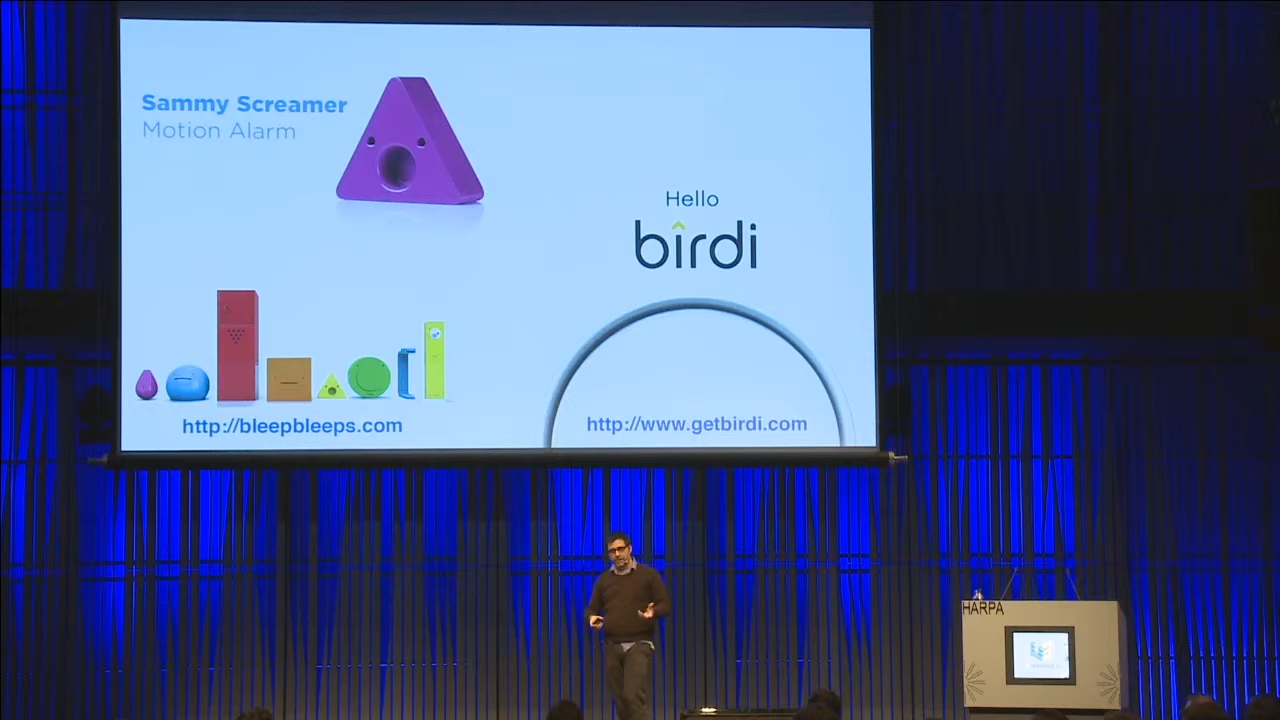 Sammy Screamer
Motion Alarm
Hello
birdi
http://bleepbleeps.com
http://www.getbirdi.com
HARPA